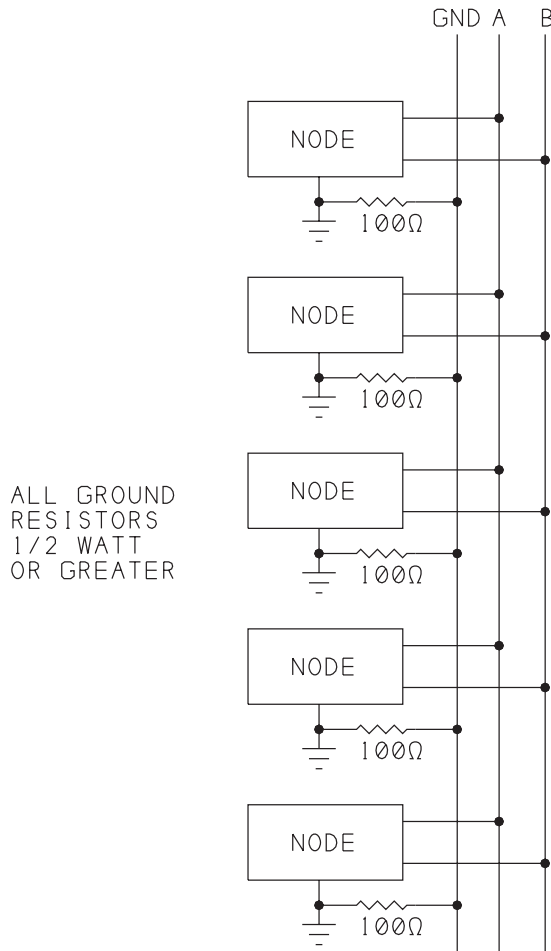 GND A B
NODE
100Ω
NODE
100Ω
ALL GROUND
RESISTORS
1/2 WATT
OR GREATER
NODE
100Ω
NODE
100Ω
NODE
100Ω